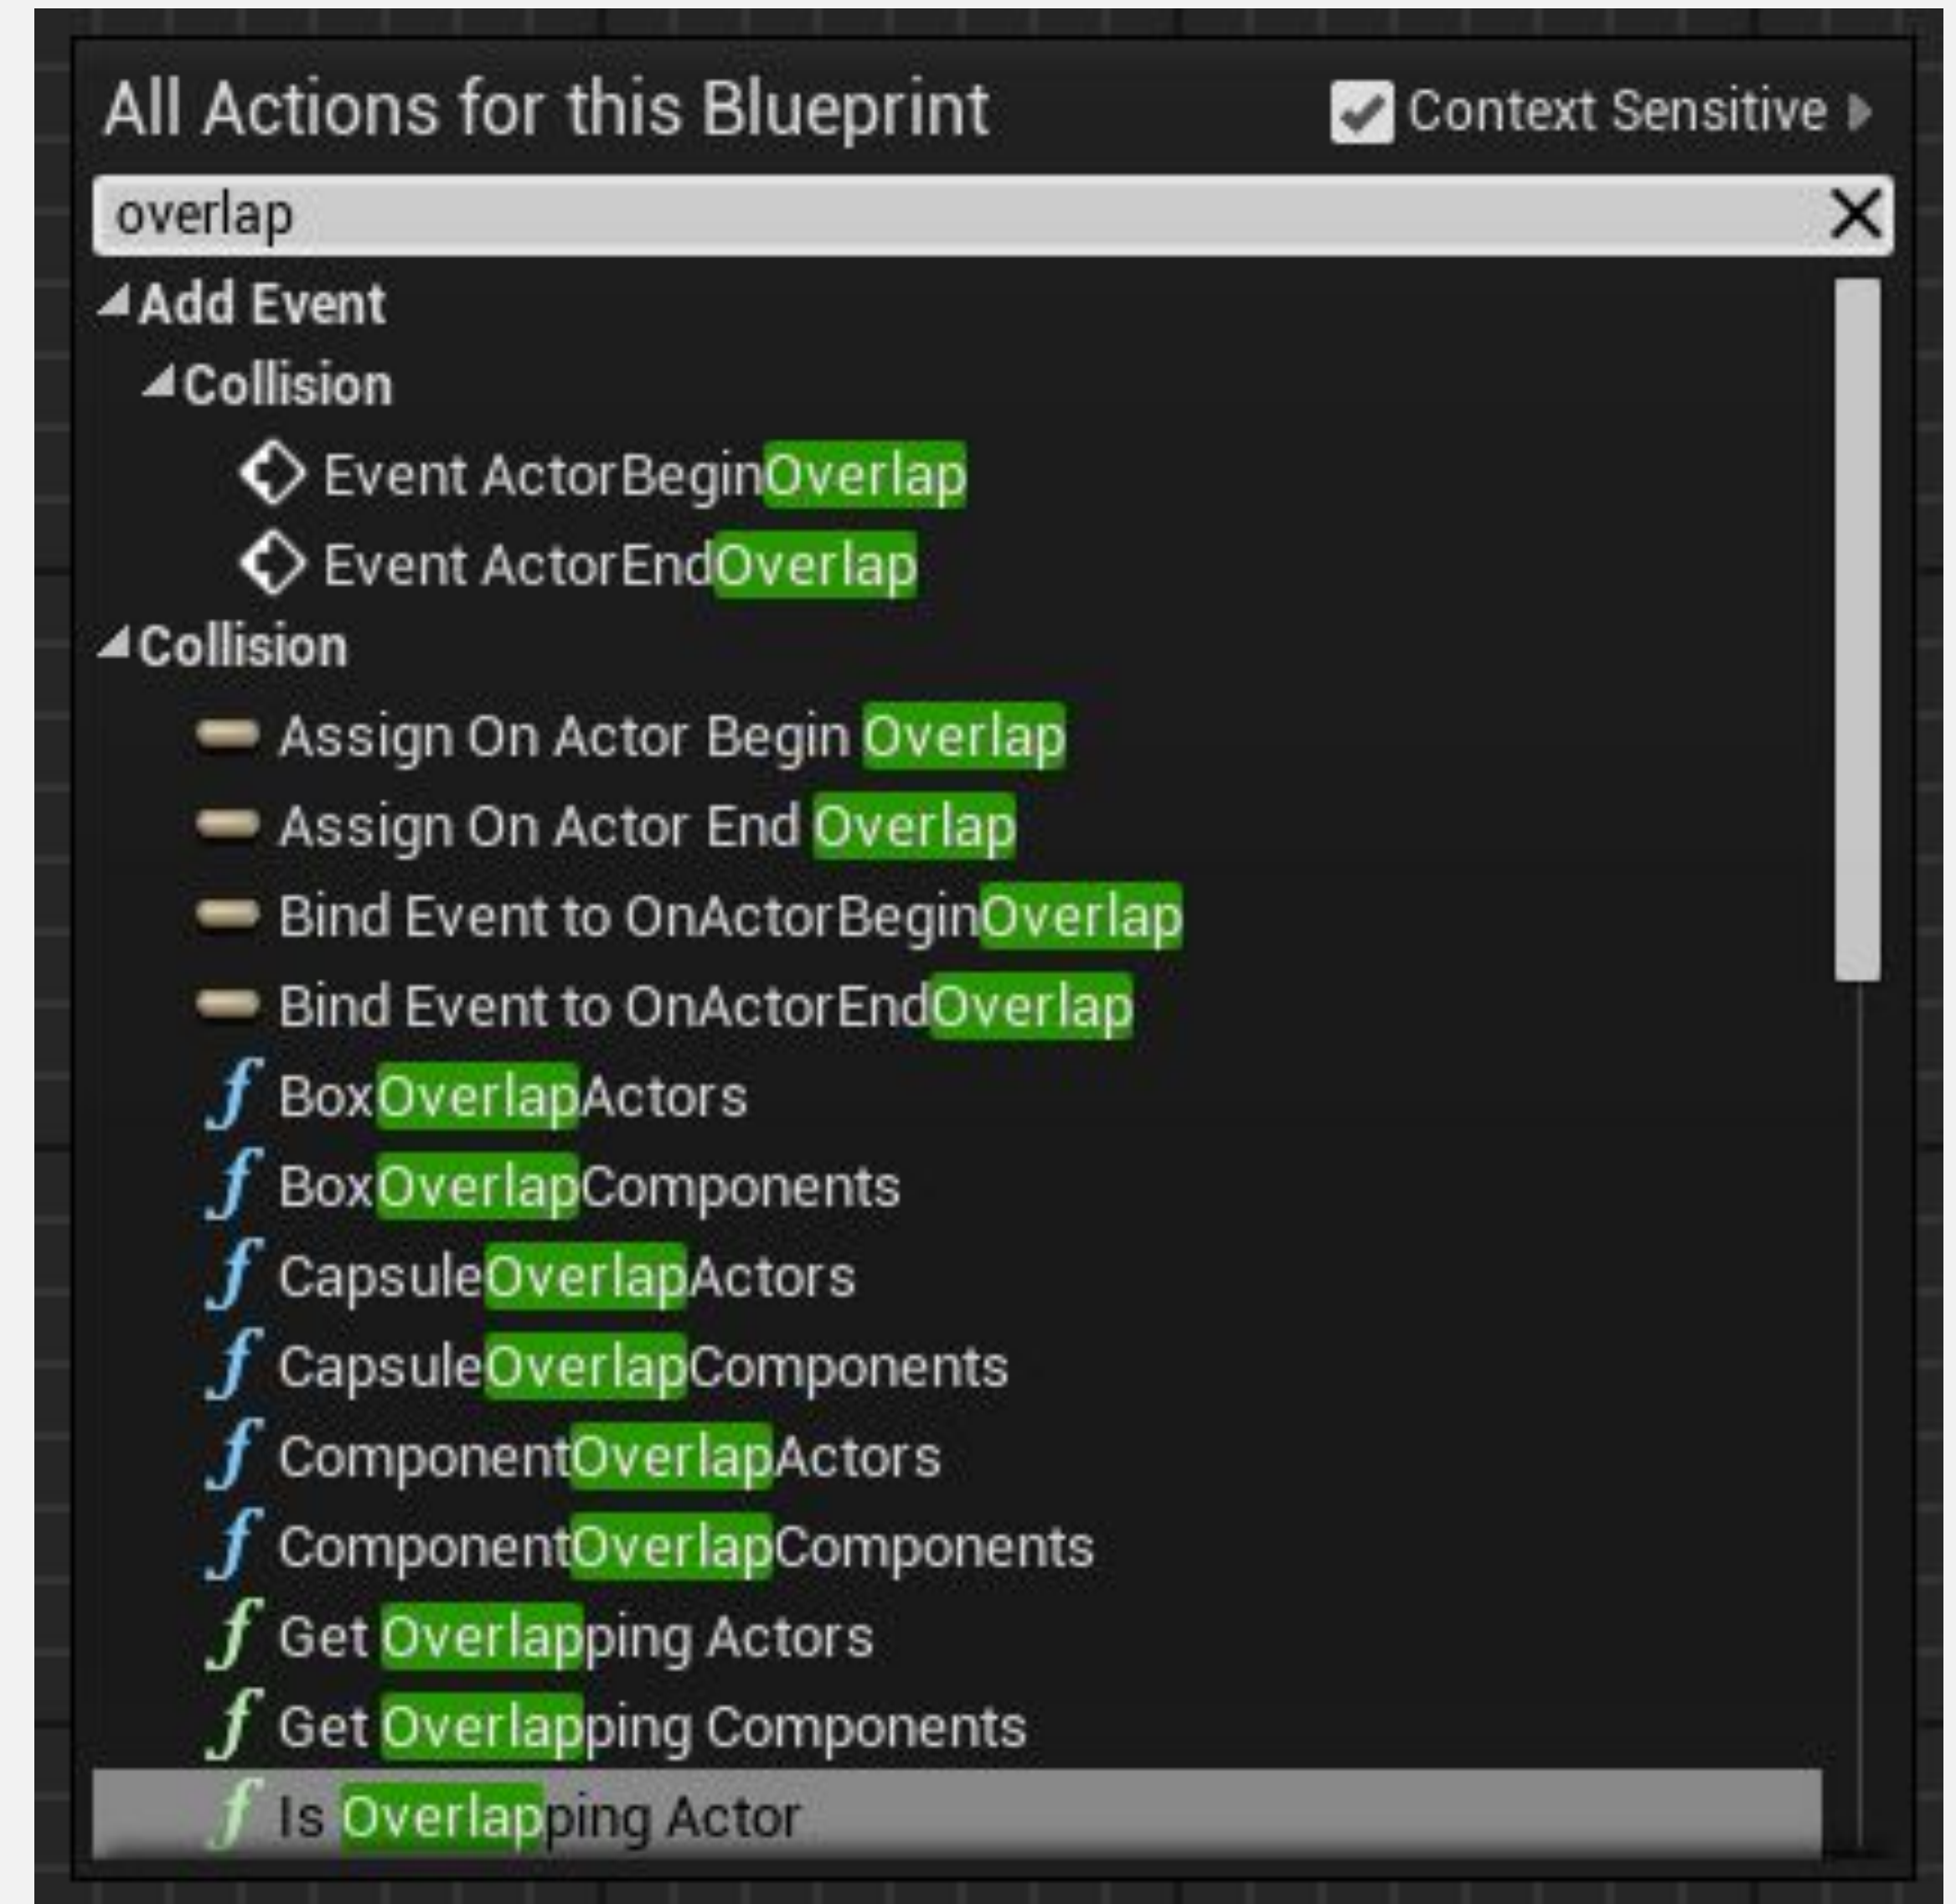 All Actions for this Blueprint Context Sensitive
overlap
Add Event
Collision
Event ActorBeginOverlap
Event ActorEndOverlap
Collision
Assign On Actor Begin Overlap
Assign On Actor End Overlap
Bind Event to OnActorBeginOverlap
Bind Event to OnActorEndOverlap
BoxOverlapActors
BoxOverlapComponents
CapsuleOverlapActors
CapsuleOverlapComponents
ComponentOverlapActors
ComponentOverlapComponents
Get Overlapping Actors
Get Overlapping Components
Is Overlapping Actor